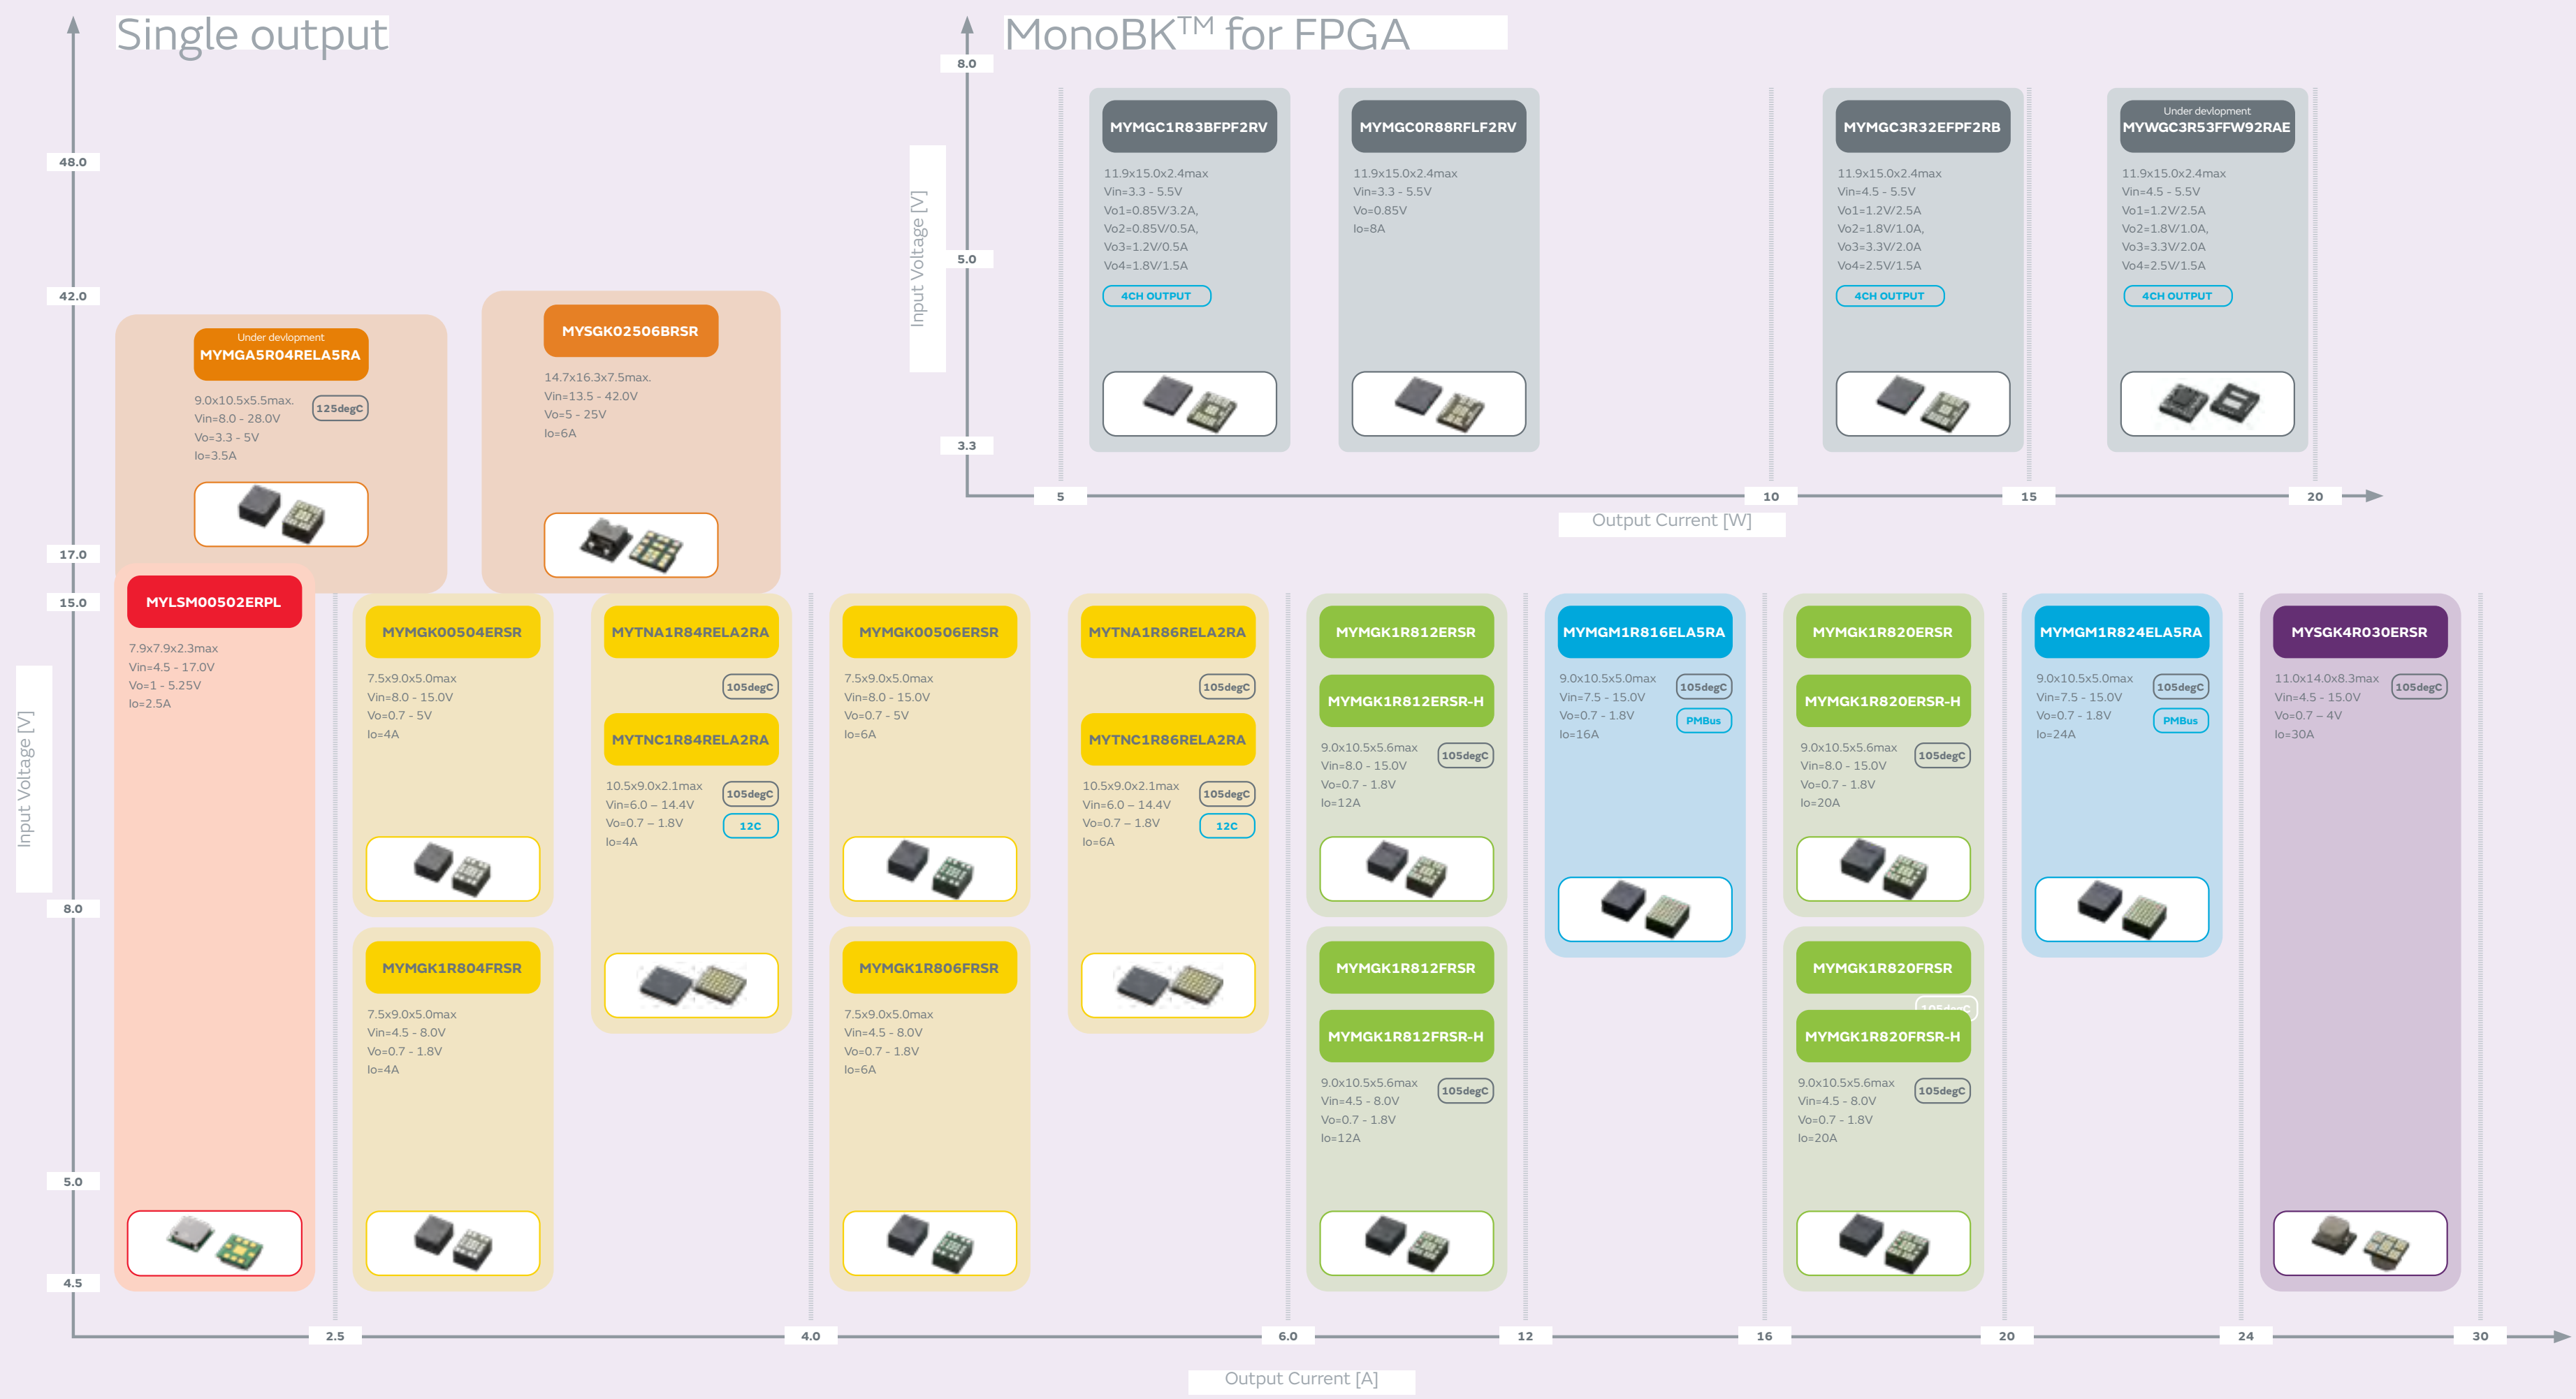 Single output
48.0
42.0
17.0
15.0
8.0
5.0
4.5
Input Voltage [V]
2.5
4.0
6.0
12
16
20
24
30
Output Current [A]
Under devlopment
MYMGA5R04RELA5RA
9.0x10.5x5.5max.
125degC
Vin=8.0 - 28.0V
Vo=3.3 - 5V
Io=3.5A
MYSGK02506BRSR
14.7x16.3x7.5max.
Vin=13.5 - 42.0V
Vo=5 - 25V
Io=6A
MYLSM00502ERPL
7.9x7.9x2.3max
Vin=4.5 - 17.0V
Vo=1 - 5.25V
Io=2.5A
MYMGK00504ERSR
7.5x9.0x5.0max
Vin=8.0 - 15.0V
Vo=0.7 - 5V
Io=4A
MYMGK1R804FRSR
7.5x9.0x5.0max
Vin=4.5 - 8.0V
Vo=0.7 - 1.8V
Io=4A
MYTNA1R84RELA2RA
105degC
MYTNC1R84RELA2RA
10.5x9.0x2.1max
105degC
Vin=6.0 – 14.4V
Vo=0.7 – 1.8V
12C
Io=4A
MYMGK00506ERSR
7.5x9.0x5.0max
Vin=8.0 - 15.0V
Vo=0.7 - 5V
Io=6A
MYMGK1R806FRSR
7.5x9.0x5.0max
Vin=4.5 - 8.0V
Vo=0.7 - 1.8V
Io=6A
MYTNA1R86RELA2RA
105degC
MYTNC1R86RELA2RA
10.5x9.0x2.1max
105degC
Vin=6.0 – 14.4V
Vo=0.7 – 1.8V
12C
Io=6A
MYMGK1R812ERSR
MYMGK1R812ERSR-H
9.0x10.5x5.6max
105degC
Vin=8.0 - 15.0V
Vo=0.7 - 1.8V
Io=12A
MYMGK1R812FRSR
MYMGK1R812FRSR-H
9.0x10.5x5.6max
105degC
Vin=4.5 - 8.0V
Vo=0.7 - 1.8V
Io=12A
MYMGM1R816ELA5RA
9.0x10.5x5.0max
105degC
Vin=7.5 - 15.0V
Vo=0.7 - 1.8V
PMBus
Io=16A
MYMGK1R820ERSR
MYMGK1R820ERSR-H
9.0x10.5x5.6max
105degC
Vin=8.0 - 15.0V
Vo=0.7 - 1.8V
Io=20A
MYMGK1R820FRSR
105degC
MYMGK1R820FRSR-H
9.0x10.5x5.6max
105degC
Vin=4.5 - 8.0V
Vo=0.7 - 1.8V
Io=20A
MYMGM1R824ELA5RA
9.0x10.5x5.0max
105degC
Vin=7.5 - 15.0V
Vo=0.7 - 1.8V
PMBus
Io=24A
MYSGK4R030ERSR
11.0x14.0x8.3max
105degC
Vin=4.5 - 15.0V
Vo=0.7 – 4V
Io=30A
MonoBK™ for FPGA
8.0
5.0
3.3
Input Voltage [V]
5
10
15
20
Output Current [W]
MYMGC1R83BFPF2RV
11.9x15.0x2.4max
Vin=3.3 - 5.5V
Vo1=0.85V/3.2A,
Vo2=0.85V/0.5A,
Vo3=1.2V/0.5A
Vo4=1.8V/1.5A
4CH OUTPUT
MYMGC0R88RFLF2RV
11.9x15.0x2.4max
Vin=3.3 - 5.5V
Vo=0.85V
Io=8A
MYMGC3R32EFPF2RB
11.9x15.0x2.4max
Vin=4.5 - 5.5V
Vo1=1.2V/2.5A
Vo2=1.8V/1.0A,
Vo3=3.3V/2.0A
Vo4=2.5V/1.5A
4CH OUTPUT
Under devlopment
MYWGC3R53FFW92RAE
11.9x15.0x2.4max
Vin=4.5 - 5.5V
Vo1=1.2V/2.5A
Vo2=1.8V/1.0A,
Vo3=3.3V/2.0A
Vo4=2.5V/1.5A
4CH OUTPUT